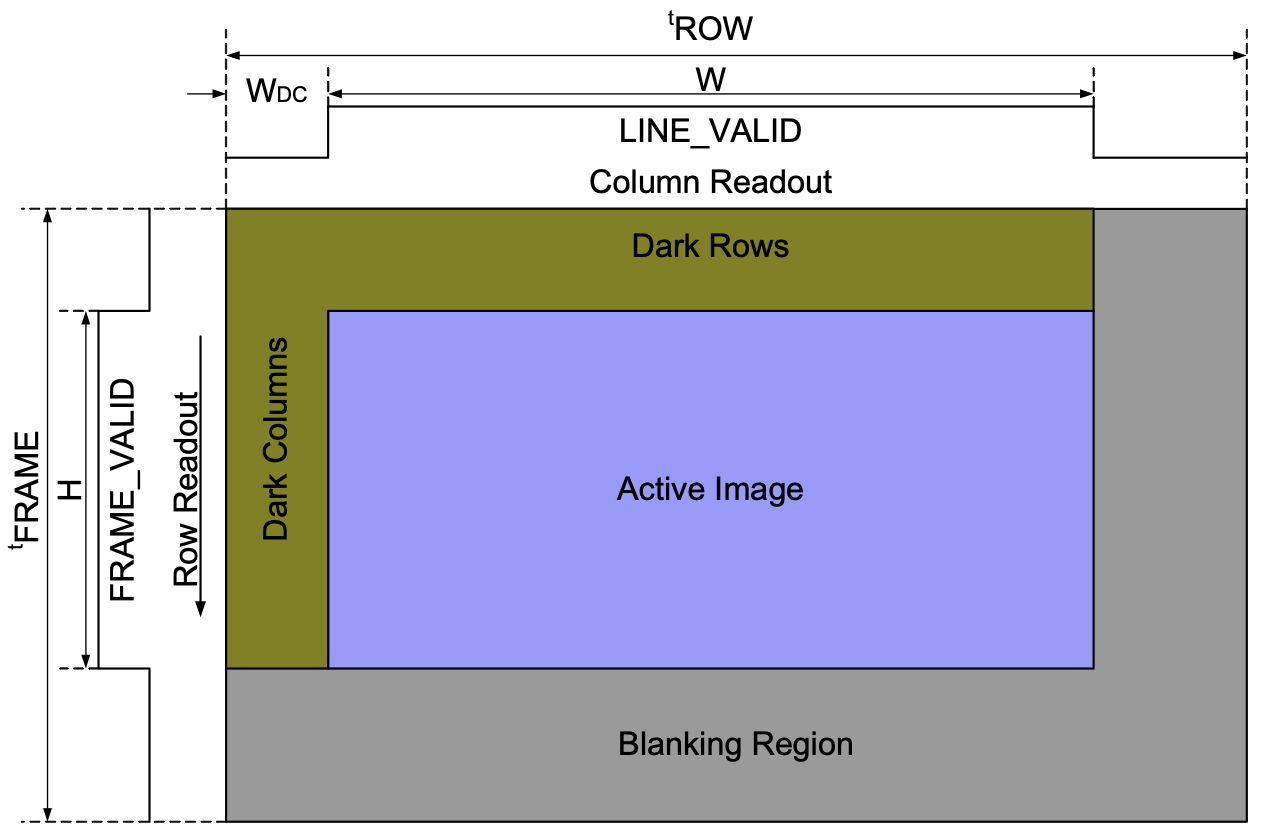 tROW
WDC
W
LINE_VALID
Column Readout
Dark Rows
tFRAME
H
FRAME_VALID
Row Readout
Dark Columns
Active Image
Blanking Region